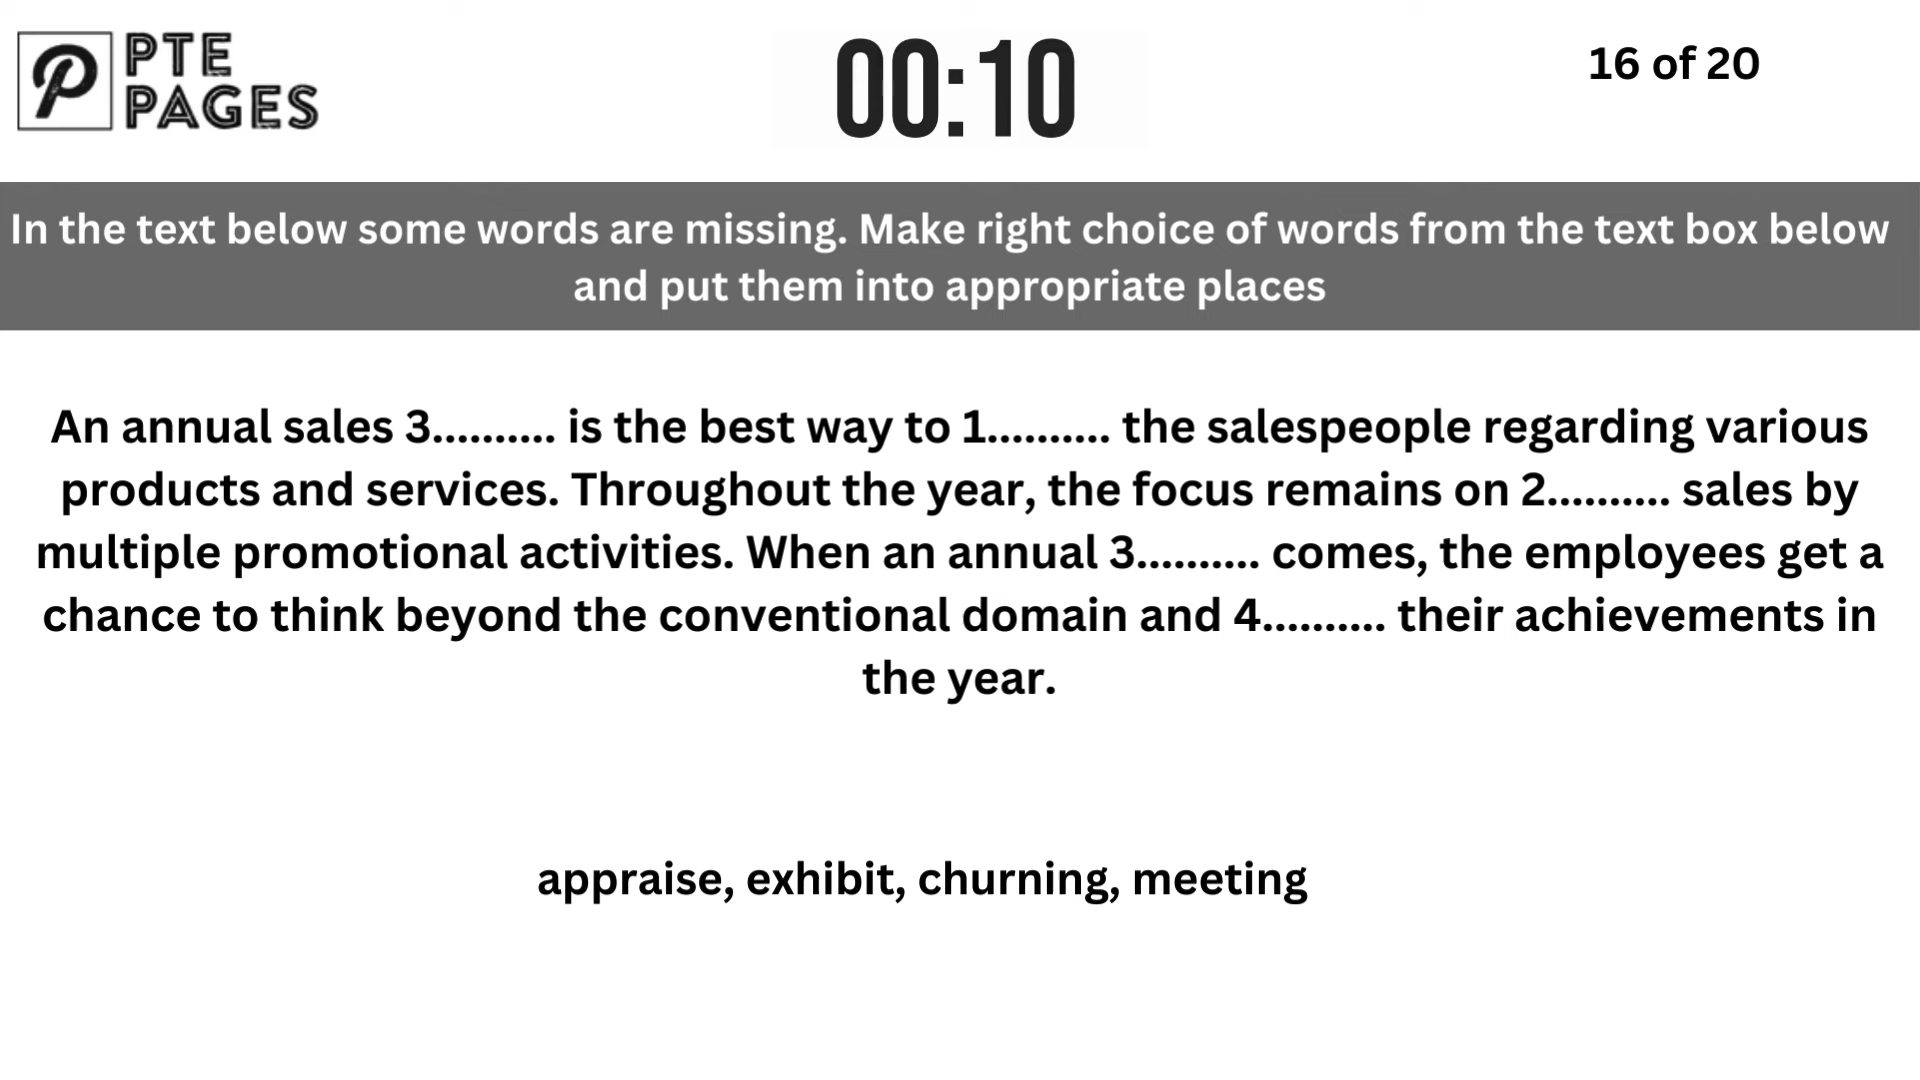 PTE
PAGES
00:10
16 of 20
In the text below some words are missing. Make right choice of words from the text box below
and put them into appropriate places
An annual sales 3.......... is the best way to 1.......... the salespeople regarding various
products and services. Throughout the year, the focus remains on 2.......... sales by
multiple promotional activities. When an annual 3.......... comes, the employees get a
chance to think beyond the conventional domain and 4.......... their achievements in
the year.
appraise, exhibit, churning, meeting